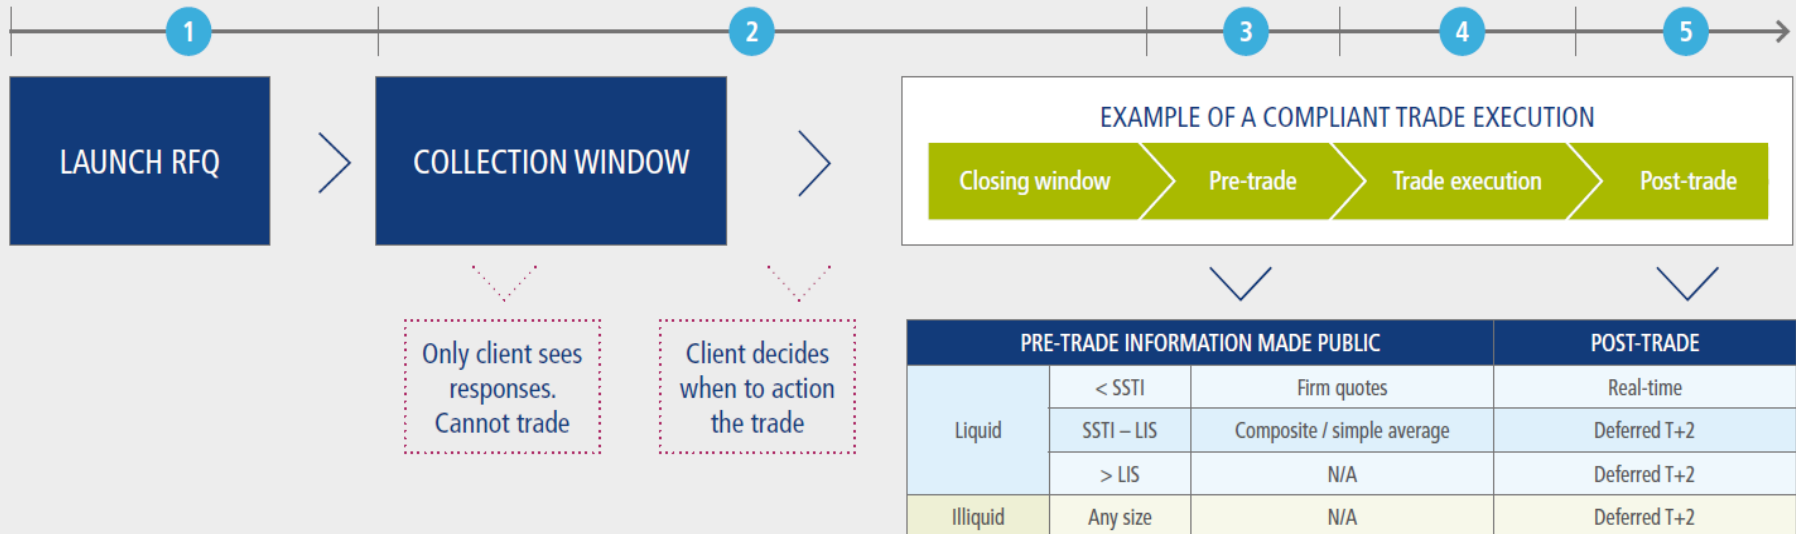 1
2
3
4
5
LAUNCH RFQ
COLLECTION WINDOW
EXAMPLE OF A COMPLIANT TRADE EXECUTION
Closing window
Pre-trade
Trade execution
Post-trade
Only client sees
responses.
Cannot trade
Client decides
when to action
the trade
PRE-TRADE INFORMATION MADE PUBLIC
POST-TRADE
Liquid
< SSTI
Firm quotes
Real-time
SSTI – LIS
Composite / simple average
Deferred T+2
> LIS
N/A
Deferred T+2
Illiquid
Any size
N/A
Deferred T+2